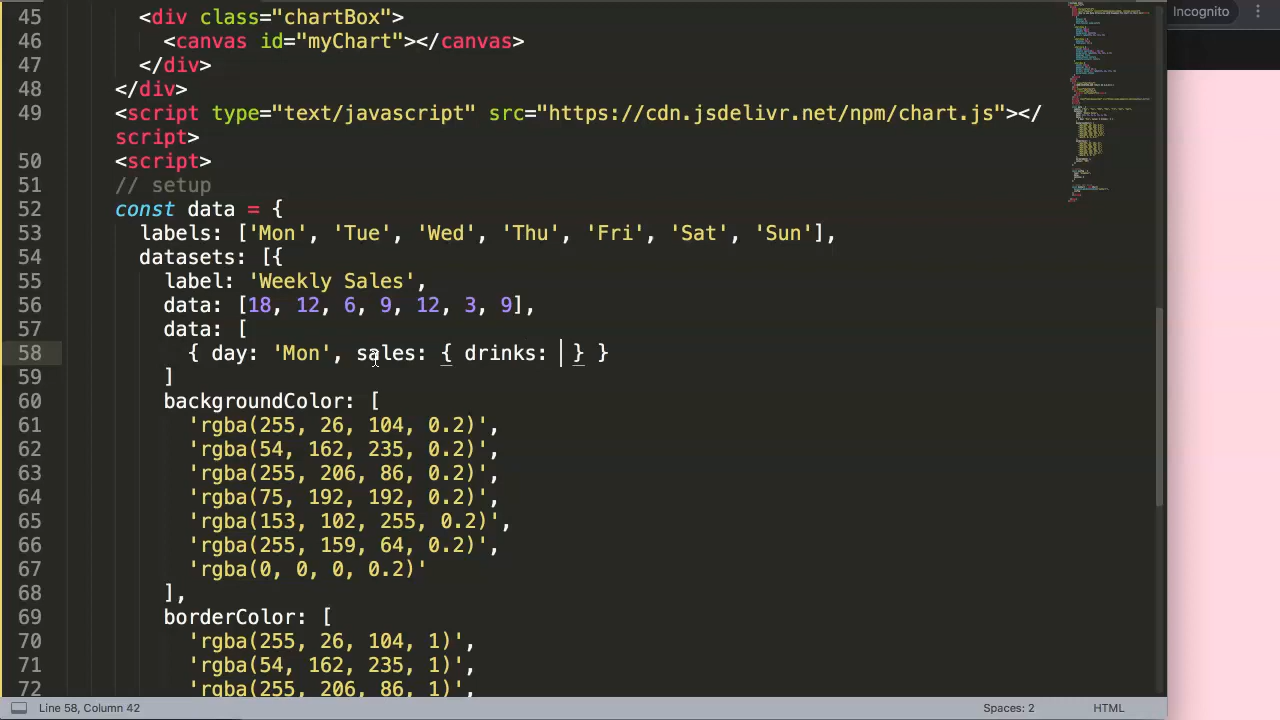 Incognito
45 <div class="chartBox">
46 <canvas id="myChart"></canvas>
47 </div>
48 </div>
49 <script type="text/javascript" src="https://cdn.jsdelivr.net/npm/chart.js"></
script>
50 <script>
51 // setup
52 const data = {
53 labels: ['Mon', 'Tue', 'Wed', 'Thu', 'Fri', 'Sat', 'Sun'],
54 datasets: [{
55 label: 'Weekly Sales',
56 data: [18, 12, 6, 9, 12, 3, 9],
57 data: [
58 { day: 'Mon', sales: { drinks: } }
59 ]
60 backgroundColor: [
61 'rgba(255, 26, 104, 0.2)',
62 'rgba(54, 162, 235, 0.2)',
63 'rgba(255, 206, 86, 0.2)',
64 'rgba(75, 192, 192, 0.2)',
65 'rgba(153, 102, 255, 0.2)',
66 'rgba(255, 159, 64, 0.2)',
67 'rgba(0, 0, 0, 0.2)'
68 ],
69 borderColor: [
70 'rgba(255, 26, 104, 1)',
71 'rgba(54, 162, 235, 1)',
72 'rgba(255, 206, 86, 1)',
Line 58, Column 42 Spaces: 2 HTML